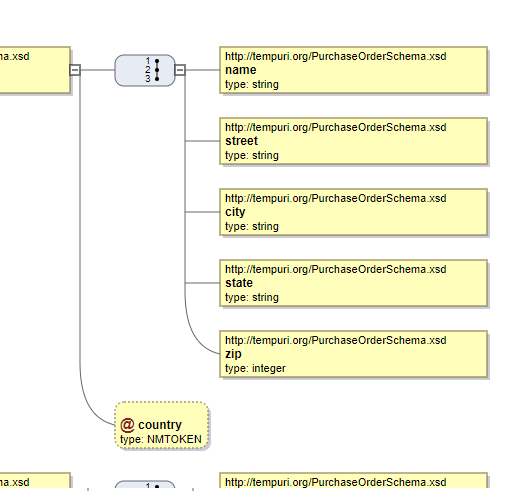 ma.xsd
1
2
3
http://tempuri.org/PurchaseOrderSchema.xsd
name
type: string
http://tempuri.org/PurchaseOrderSchema.xsd
street
type: string
http://tempuri.org/PurchaseOrderSchema.xsd
city
type: string
http://tempuri.org/PurchaseOrderSchema.xsd
state
type: string
http://tempuri.org/PurchaseOrderSchema.xsd
zip
type: integer
@ country
type: NMTOKEN
ma.xsd
1
http://tempuri.org/PurchaseOrderSchema.xsd